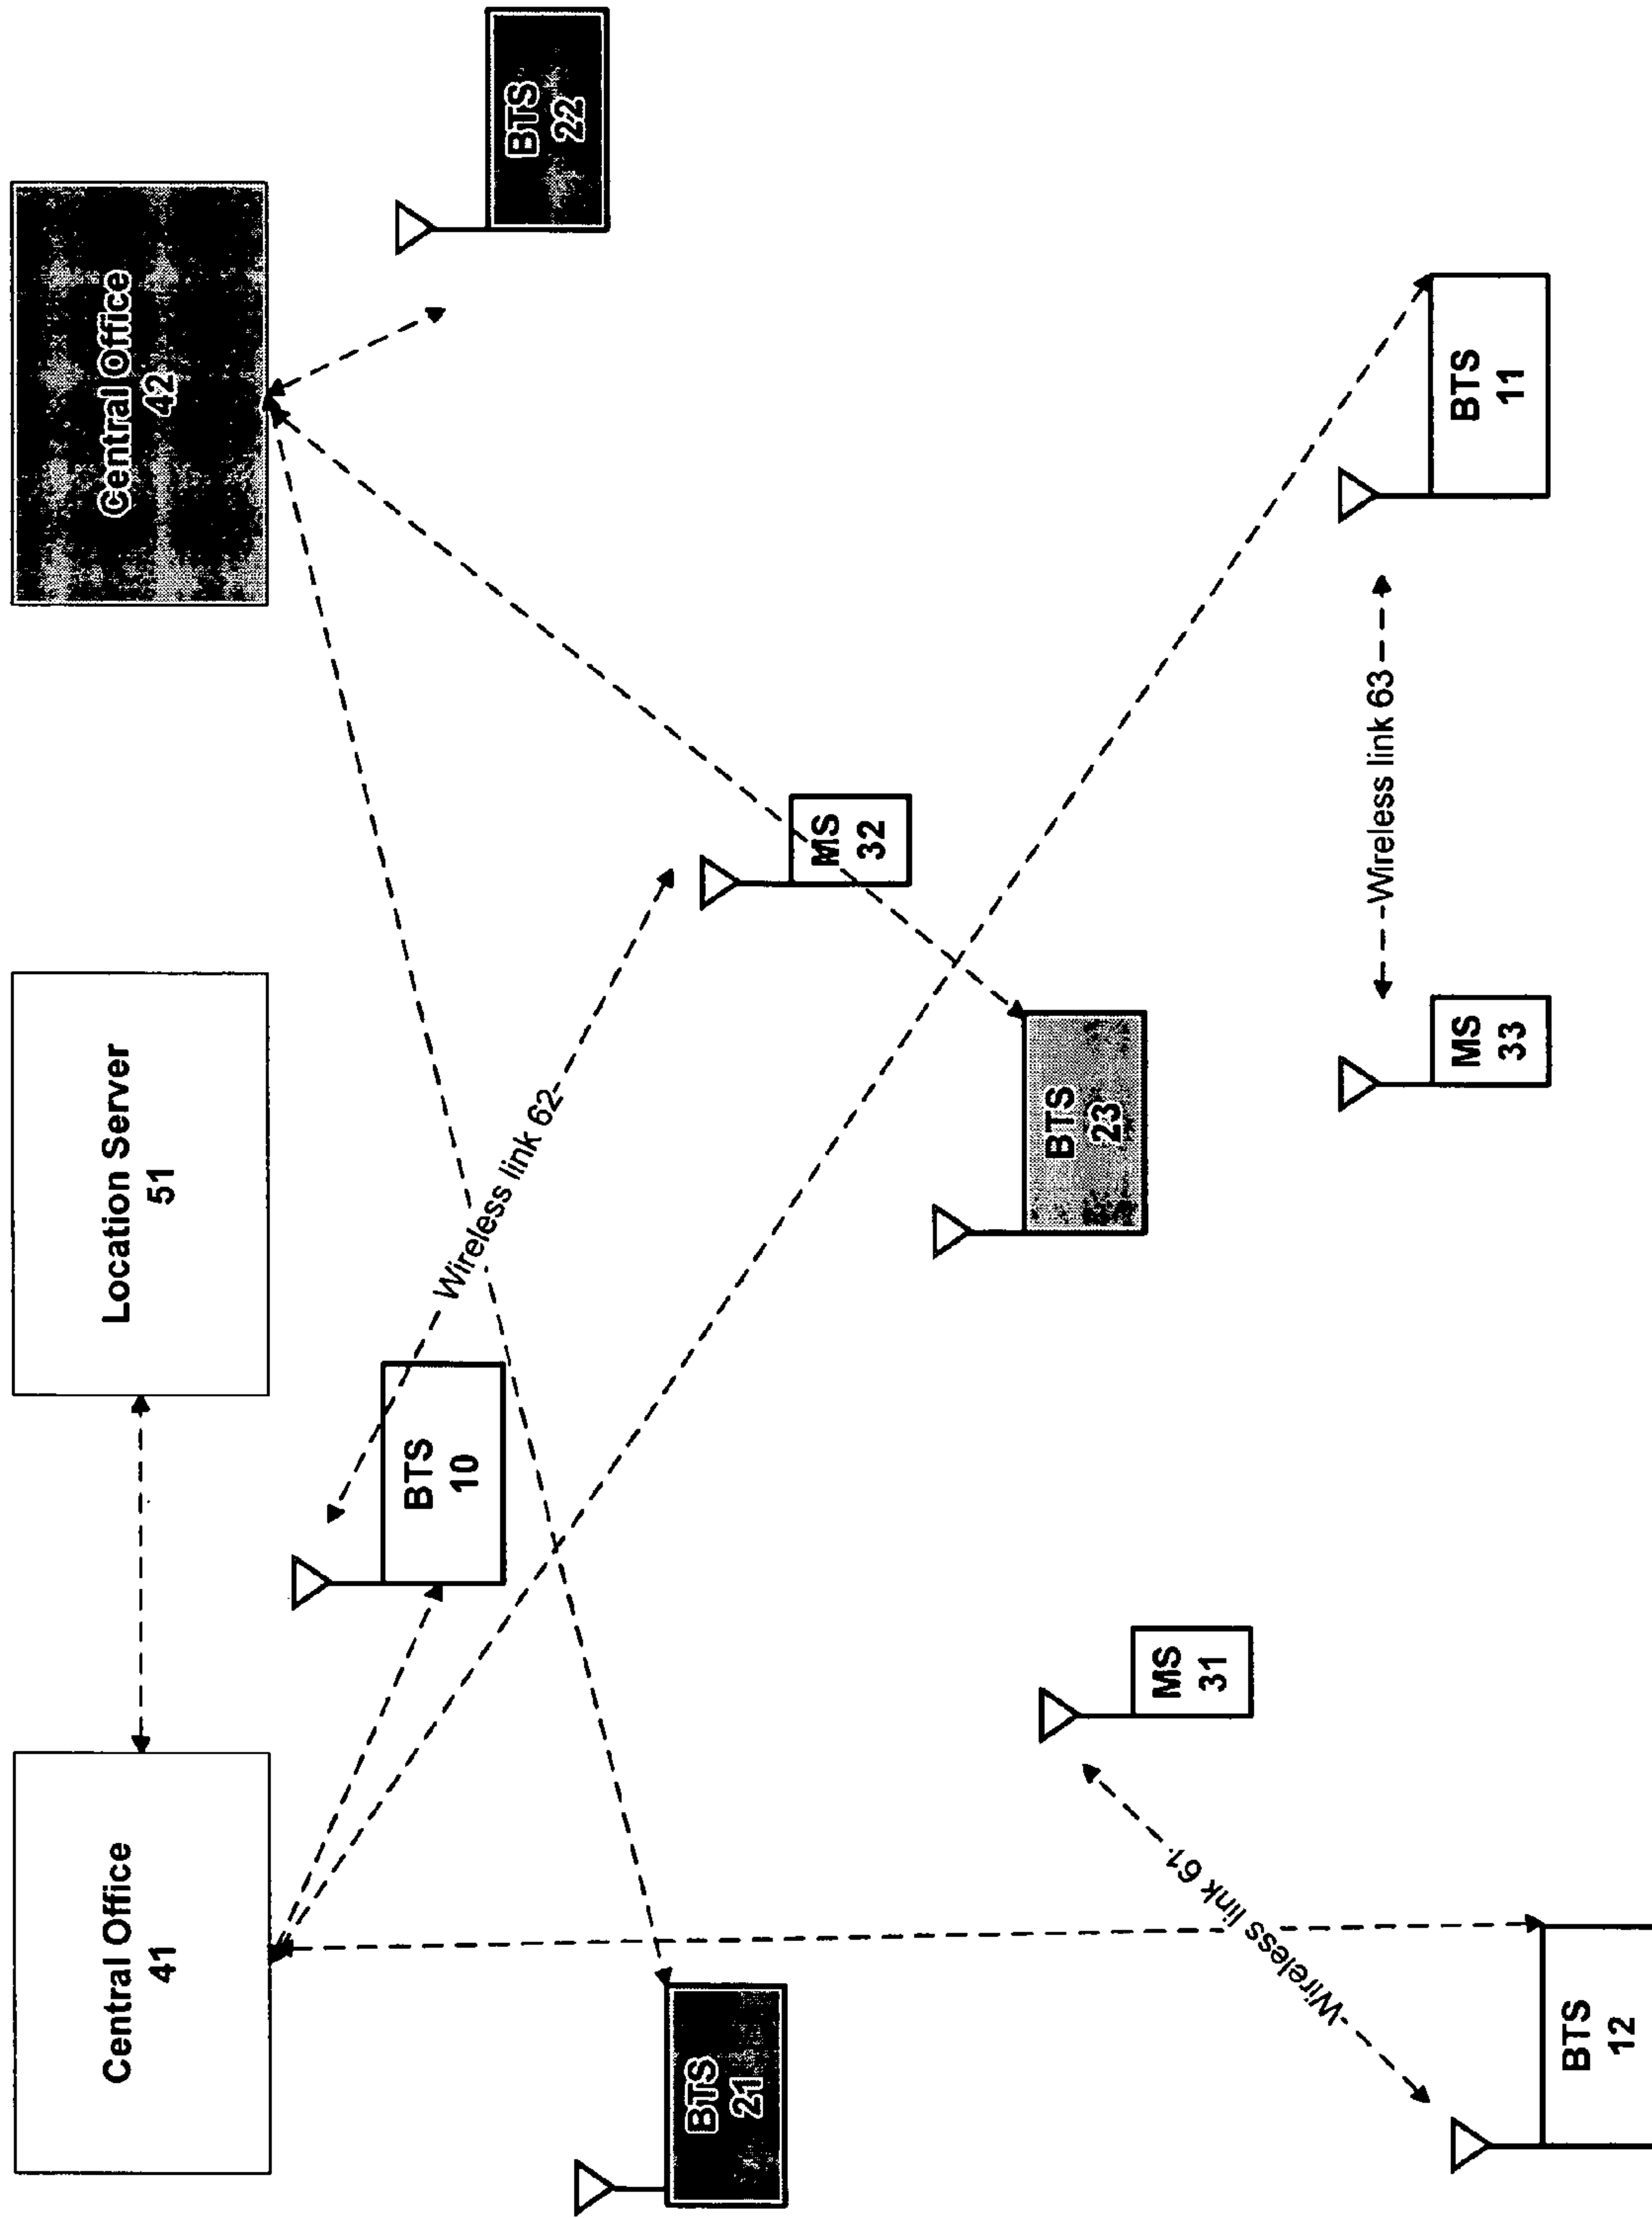 Central Office
41
Location Server
51
Central Office
42
BTS
10
BTS
22
Wireless link 62
BTS
21
MS
32
BTS
23
MS
31
Wireless link 61
Wireless link 63
BTS
12
MS
33
BTS
11